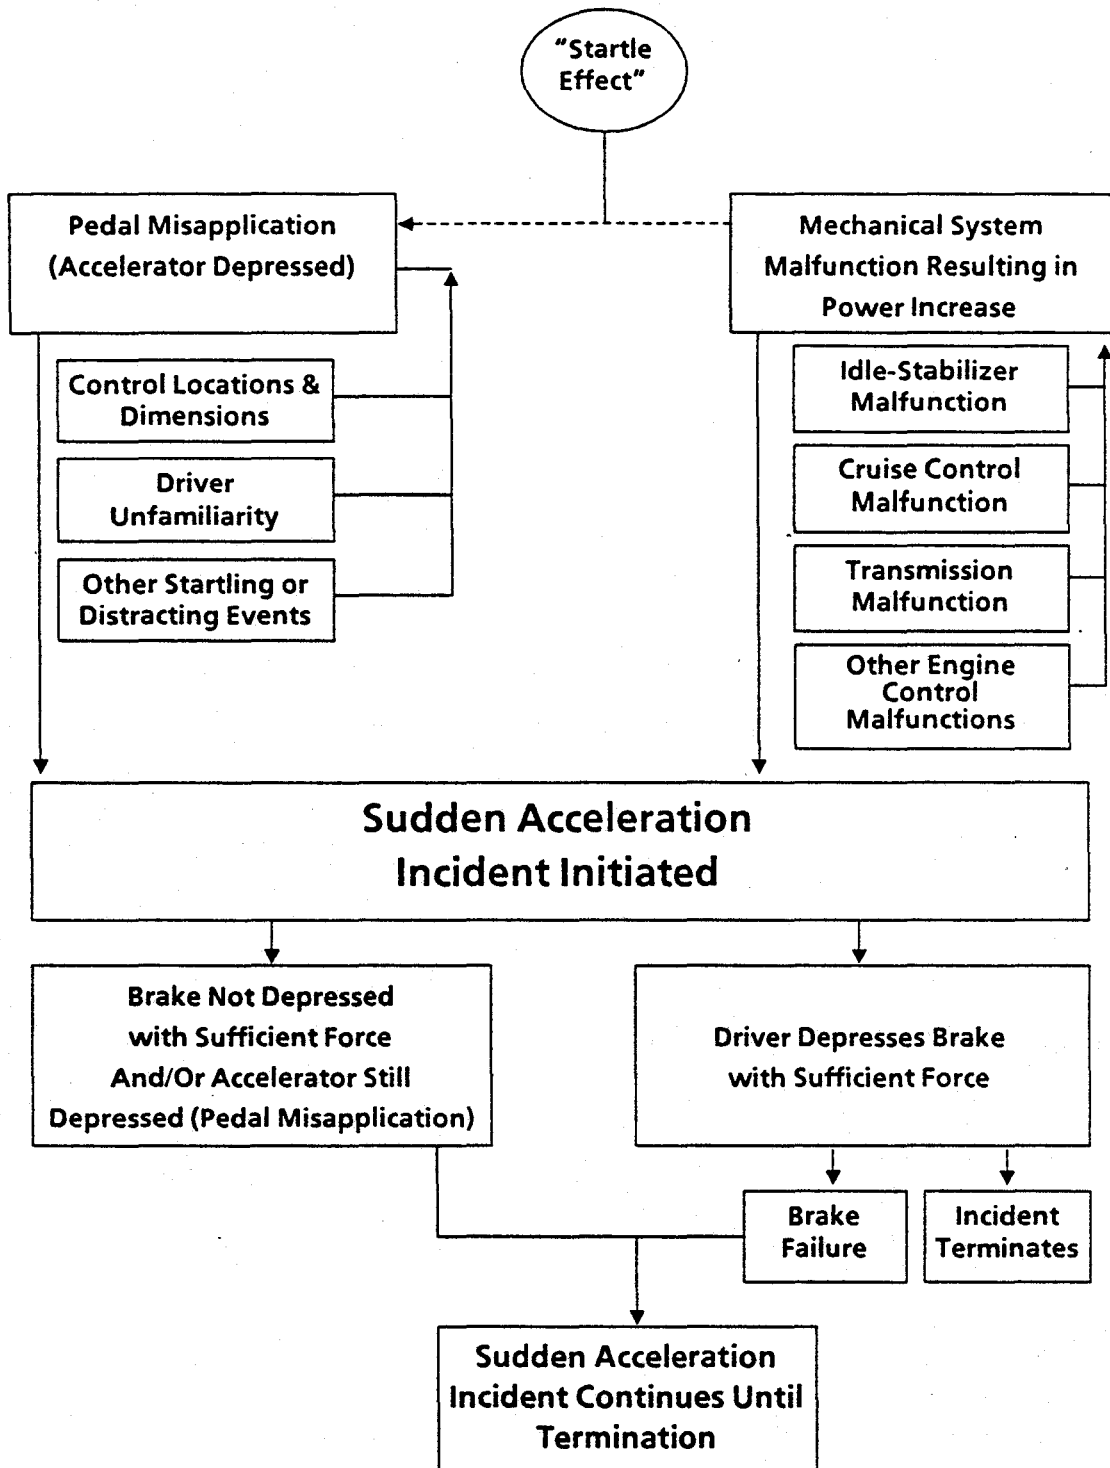 "Startle
Effect"
Pedal Misapplication
(Accelerator Depressed)
Mechanical System
Malfunction Resulting in
Power Increase
Control Locations &
Dimensions
Driver
Unfamiliarity
Other Startling or
Distracting Events
Idle-Stabilizer
Malfunction
Cruise Control
Malfunction
Transmission
Malfunction
Other Engine
Control
Malfunctions
Sudden Acceleration
Incident Initiated
Brake Not Depressed
with Sufficient Force
And/Or Accelerator Still
Depressed (Pedal Misapplication)
Driver Depresses Brake
with Sufficient Force
Brake
Failure
Incident
Terminates
Sudden Acceleration
Incident Continues Until
Termination